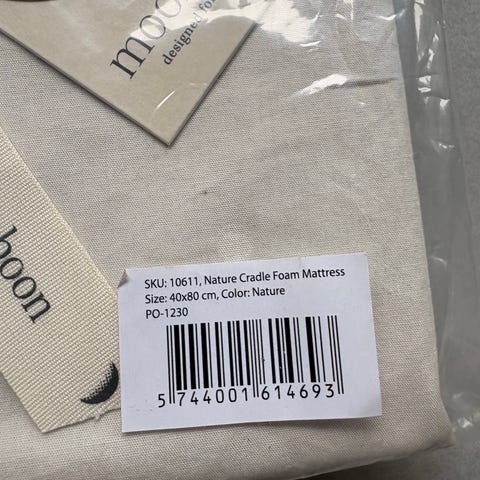 moo
designed fo
boon
SKU: 10611, Nature Cradle Foam Mattress
Size: 40x80 cm, Color: Nature
PO-1230
5 744001 614693